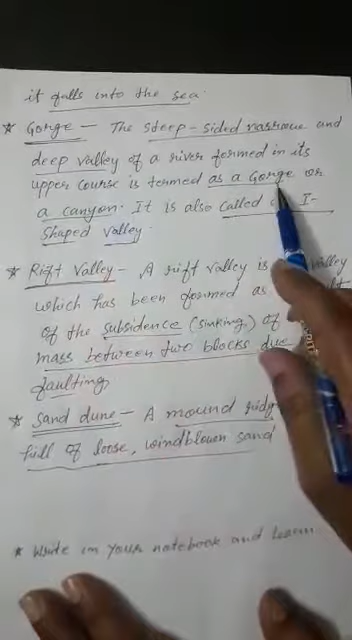 it falls into the sea.
* Gorge - The steep-sided narrow and
deep valley of a river formed in its
upper course is termed as a Gorge or
a canyon. It is also called I-
shaped valley.
* Rift Valley - A rift valley is valley
which has been formed as
of the subsidence (sinking) of
mass between two blocks due
faulting
* Sand dune - A mound ridg
full of loose, windblown sand
* Write in your notebook and learn.